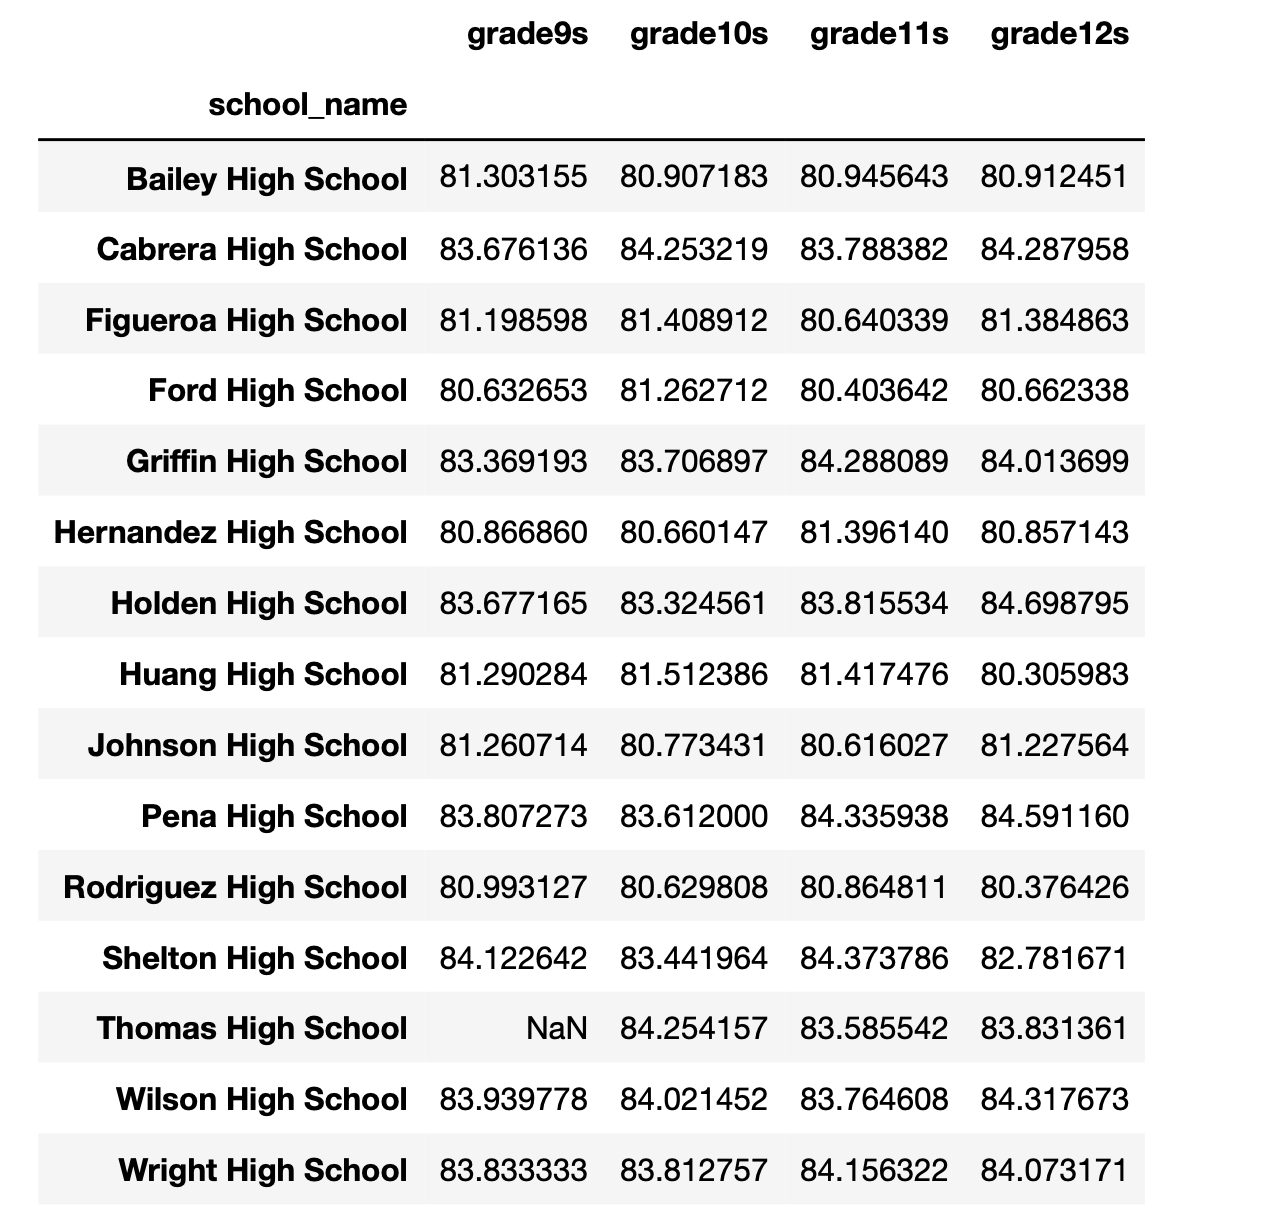 grade9s grade10s grade11s grade12s
school_name
Bailey High School 81.303155 80.907183 80.945643 80.912451
Cabrera High School 83.676136 84.253219 83.788382 84.287958
Figueroa High School 81.198598 81.408912 80.640339 81.384863
Ford High School 80.632653 81.262712 80.403642 80.662338
Griffin High School 83.369193 83.706897 84.288089 84.013699
Hernandez High School 80.866860 80.660147 81.396140 80.857143
Holden High School 83.677165 83.324561 83.815534 84.698795
Huang High School 81.290284 81.512386 81.417476 80.305983
Johnson High School 81.260714 80.773431 80.616027 81.227564
Pena High School 83.807273 83.612000 84.335938 84.591160
Rodriguez High School 80.993127 80.629808 80.864811 80.376426
Shelton High School 84.122642 83.441964 84.373786 82.781671
Thomas High School NaN 84.254157 83.585542 83.831361
Wilson High School 83.939778 84.021452 83.764608 84.317673
Wright High School 83.833333 83.812757 84.156322 84.073171